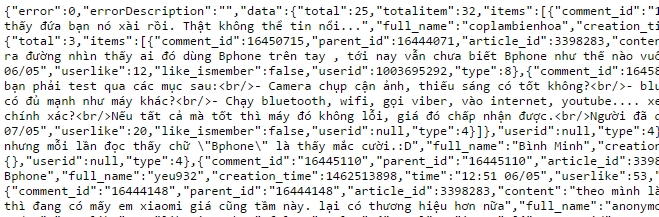 {"error":0,"errorDescription":"","data":{"total":25,"totalitem":32,"items":[{"comment_id":"1
thấy đứa bạn nó xài rồi. Thật không thể tin nổi...","full_name":"coplambienhoa","creation_ti
{"total":3,"items":[{"comment_id":16450715,"parent_id":16444071,"article_id":3398283,"conten
ra đường nhìn thấy ai đó dùng Bphone trên tay , tới nay vẫn chưa biết Bphone như thế nào vuố
06/05","userlike":12,"like_ismember":false,"userid":1003695292,"type":8},{"comment_id":"1645
bạn phải test qua các mục sau:<br/>- Camera chụp cận ảnh, thiếu sáng có tốt không?<br/>- blu
có đủ mạnh như máy khác?<br/>- Chạy bluetooth, wifi, gọi viber, vào internet, youtube.... xe
chính xác?<br/>Nếu tất cả mà tốt thì máy đó không lỗi, giá đó chấp nhận được.<br/>Người đã c
07/05","userlike":20,"like_ismember":false,"userid":null,"type":4}]},"userid":null,"type":4}
nhưng mỗi lần đọc thấy chữ \"Bphone\" là thấy mắc cười.:D","full_name":"Bình Minh","creation
{},"userid":null,"type":4},{"comment_id":"16445110","parent_id":"16445110","article_id":3398
Bphone","full_name":"yeu932","creation_time":1462513898,"time":"12:51 06/05","userlike":53,"
{"comment_id":"16444148","parent_id":"16444148","article_id":3398283,"content":"theo mình là
thì đang có mấy em xiaomi giá cũng tầm này. lại có thương hiệu hơn nữa","full_name":"anonymo